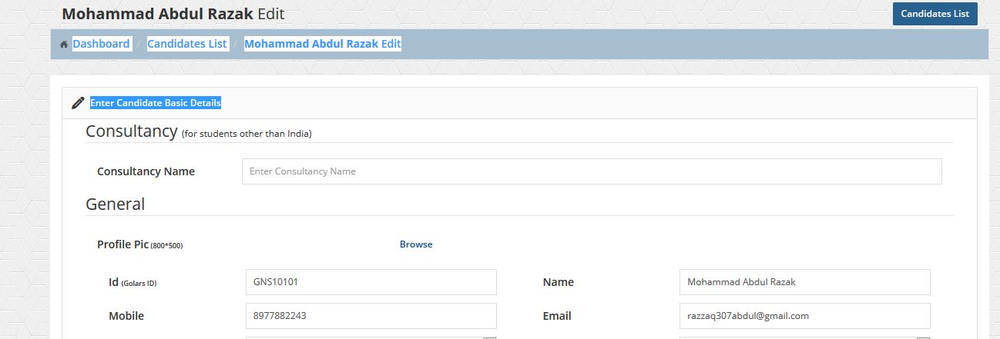 Mohammad Abdul Razak Edit
Candidates List
Dashboard / Candidates List / Mohammad Abdul Razak Edit
Enter Candidate Basic Details
Consultancy (for students other than India)
Consultancy Name Enter Consultancy Name
General
Profile Pic (800*500) Browse
Id (Golars ID) GNS10101 Name Mohammad Abdul Razak
Mobile 8977882243 Email razzaq307abdul@gmail.com